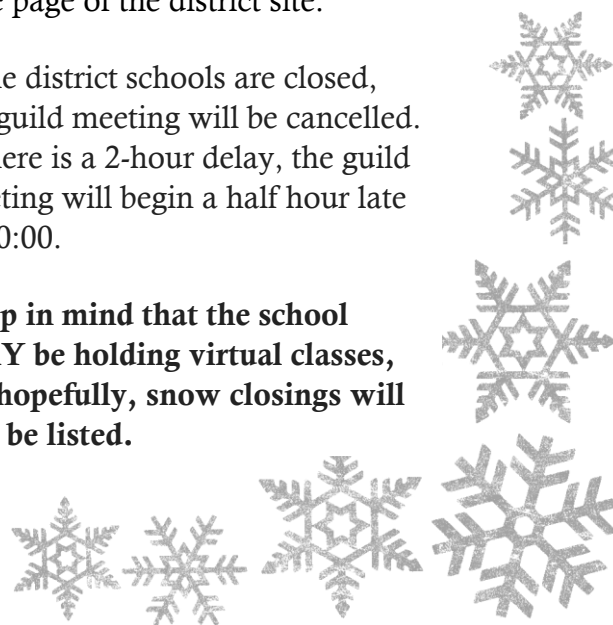 page of the district site.
e district schools are closed,
guild meeting will be cancelled.
ere is a 2-hour delay, the guild
ting will begin a half hour late
0:00.
p in mind that the school
Y be holding virtual classes,
hopefully, snow closings will
be listed.